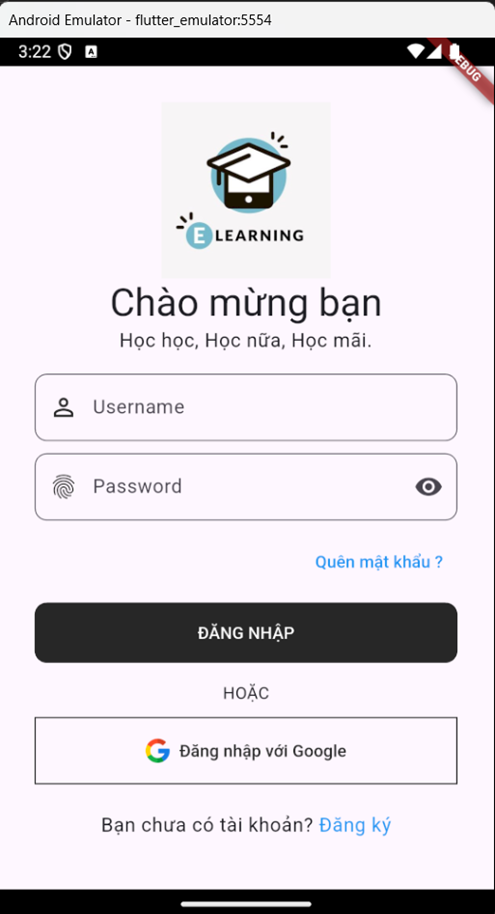 Android Emulator - flutter_emulator:5554
3:22
A
DEBUG
E LEARNING
Chào mừng bạn
Học học, Học nữa, Học mãi.
Username
Password
Quên mật khẩu ?
ĐĂNG NHẬP
HOẶC
Đăng nhập với Google
Bạn chưa có tài khoản? Đăng ký